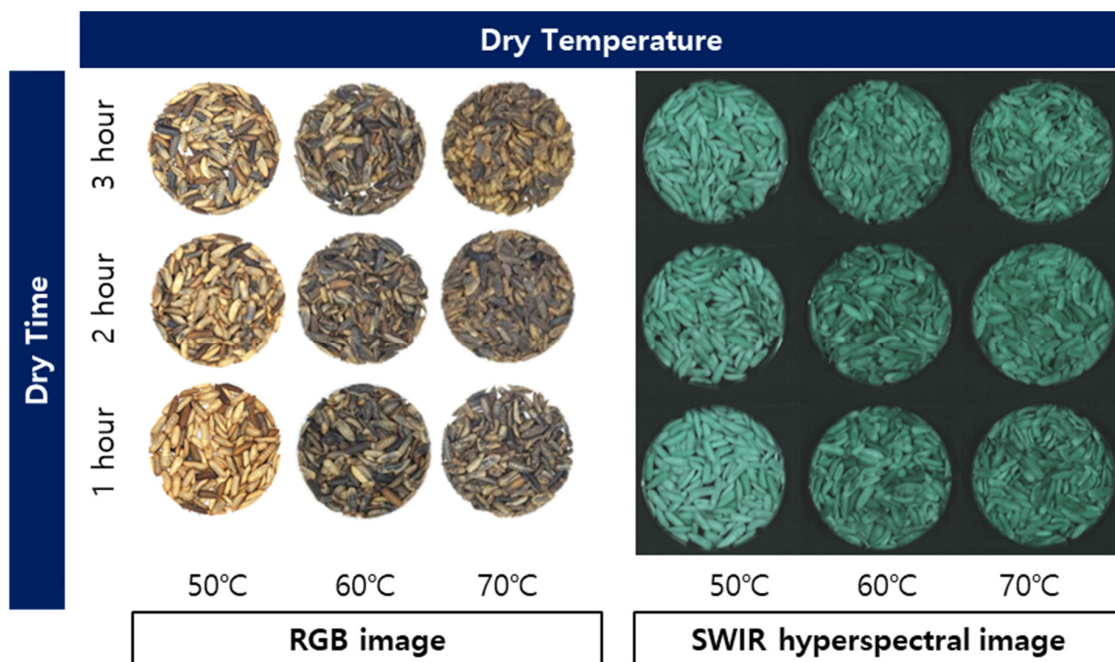 Dry Temperature
Dry Time
3 hour
2 hour
1 hour
50℃ 60℃ 70℃ 50℃ 60℃ 70℃
RGB image
SWIR hyperspectral image